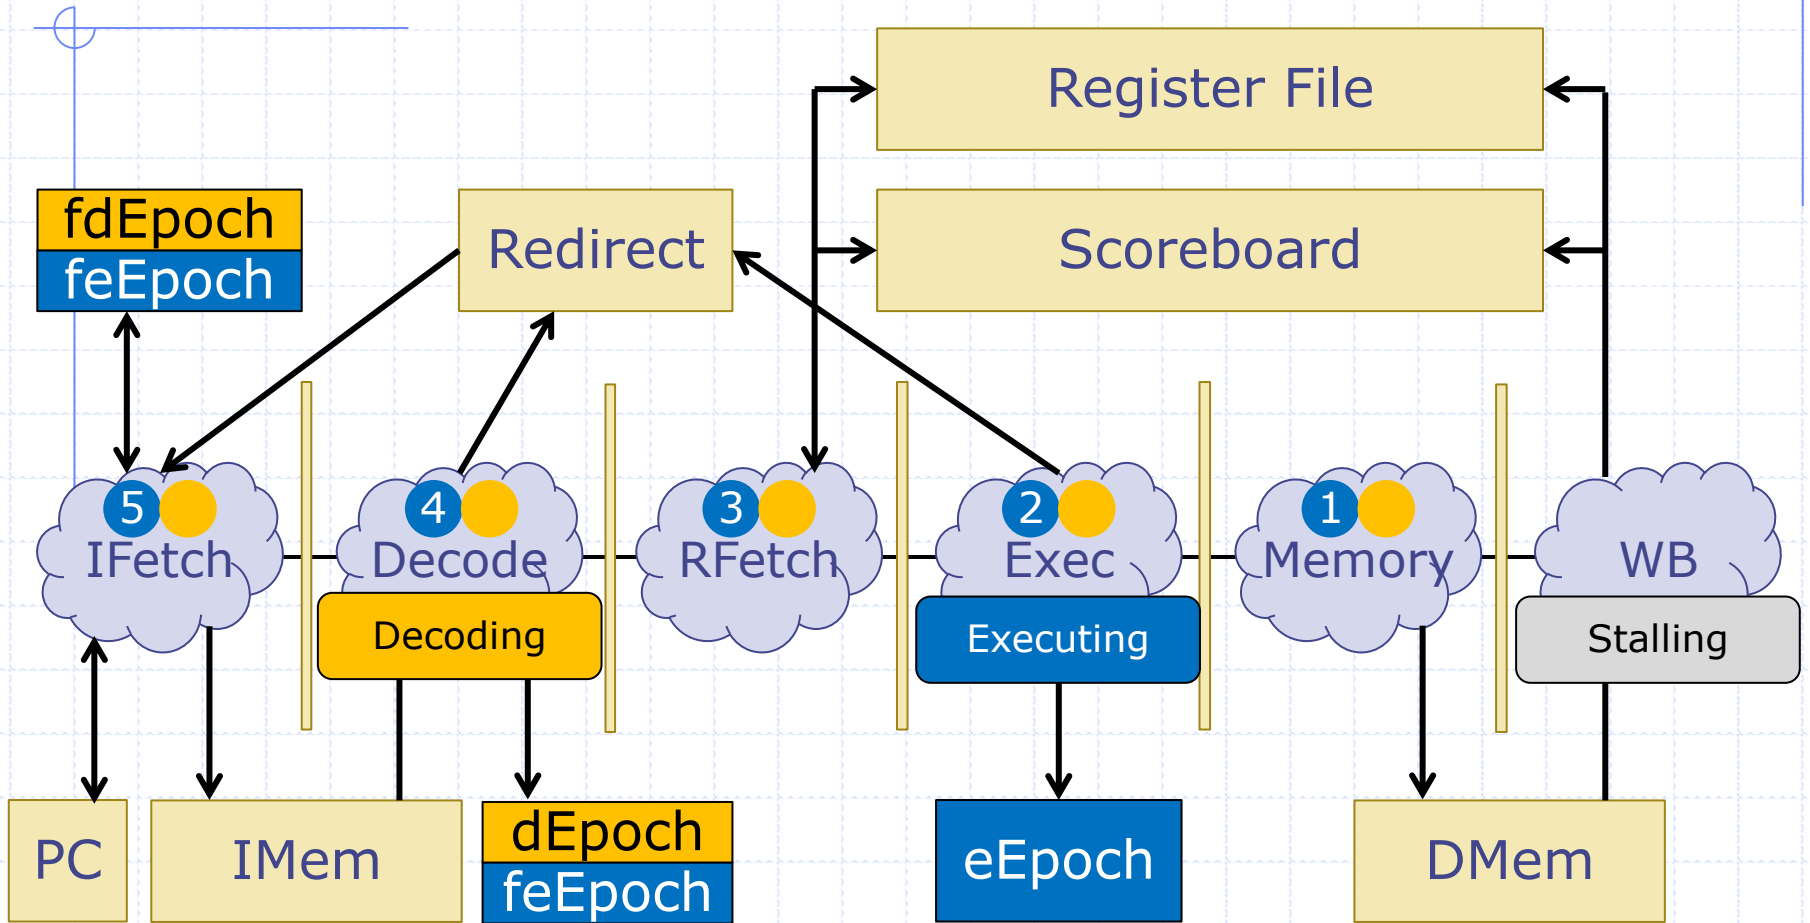 Register File
fdEpoch
feEpoch
Redirect
Scoreboard
5
4
3
2
1
IFetch
Decode
RFetch
Exec
Memory
WB
Decoding
Executing
Stalling
PC
IMem
dEpoch
feEpoch
eEpoch
DMem